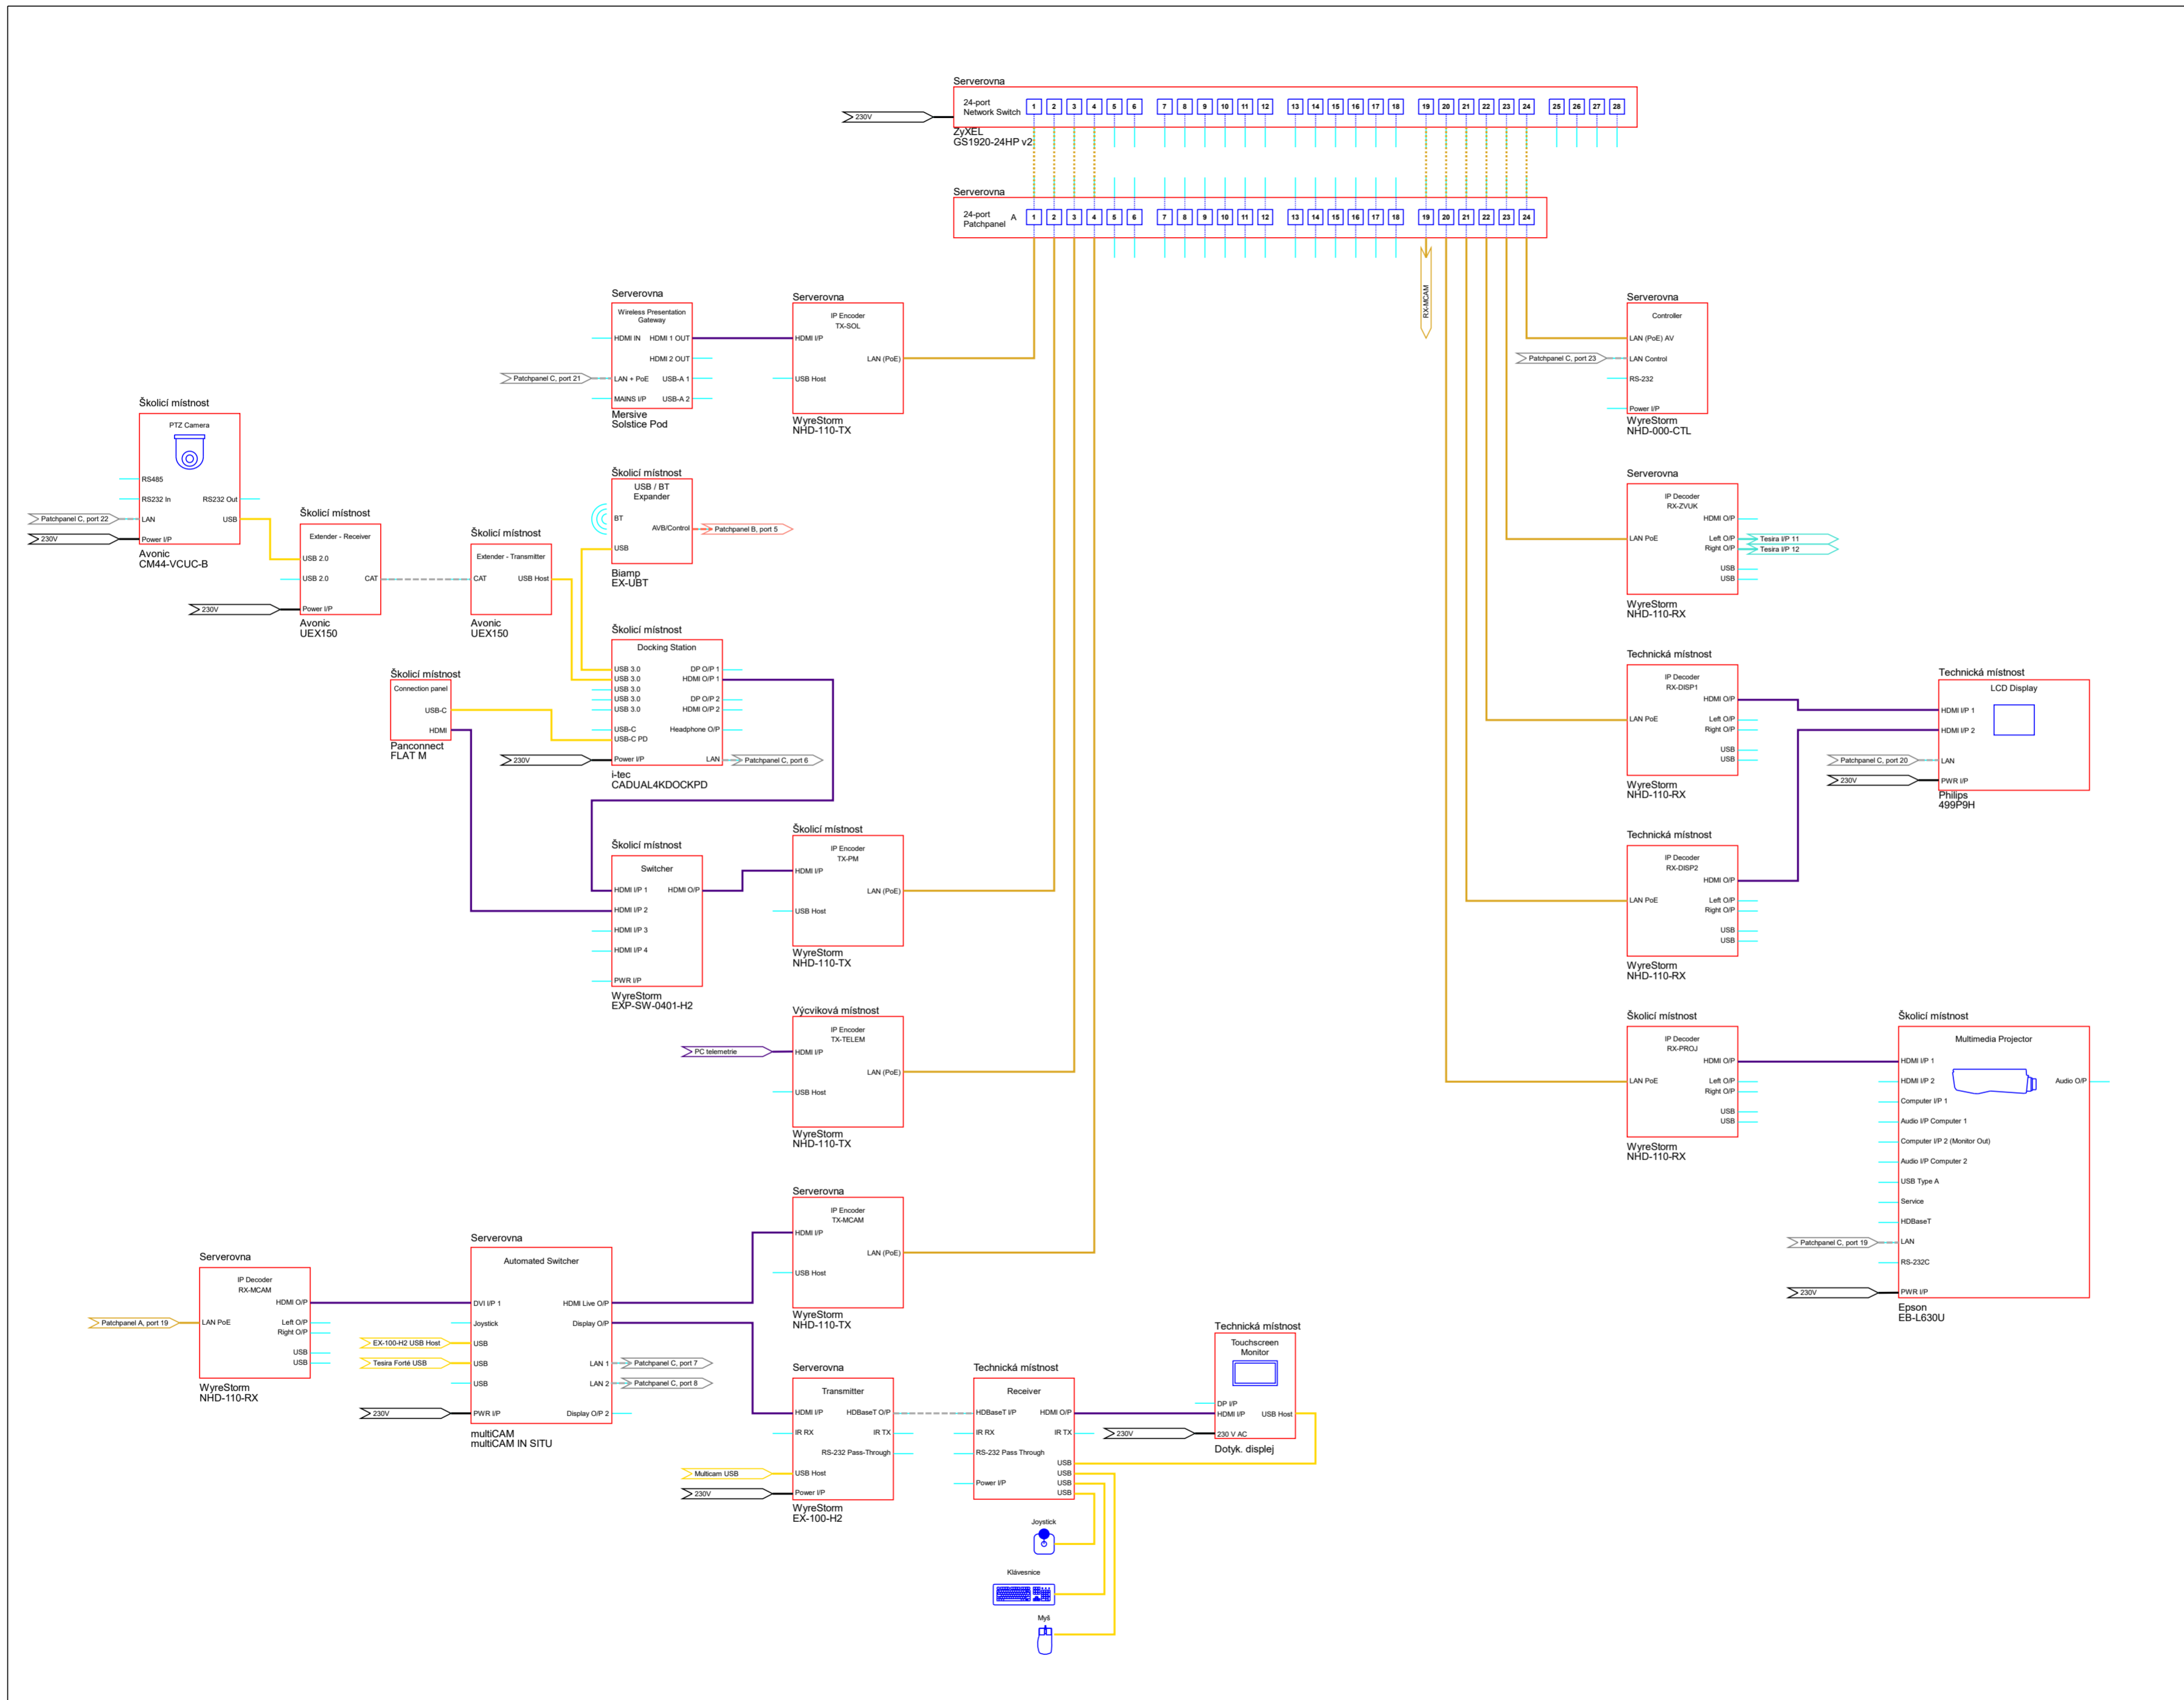 Serverovna
24-port
Network Switch
1 2 3 4 5 6 7 8 9 10 11 12 13 14 15 16 17 18 19 20 21 22 23 24 25 26 27 28
230V
ZyXEL
GS1920-24HP v2
Serverovna
24-port
Patchpanel
A
1 2 3 4 5 6 7 8 9 10 11 12 13 14 15 16 17 18 19 20 21 22 23 24
RX-MCAM
Serverovna
Wireless Presentation
Gateway
HDMI IN HDMI 1 OUT
HDMI 2 OUT
Patchpanel C, port 21
LAN + PoE USB-A 1
MAINS I/P USB-A 2
Mersive
Solstice Pod
Serverovna
IP Encoder
TX-SOL
HDMI I/P
LAN (PoE)
USB Host
WyreStorm
NHD-110-TX
Serverovna
Controller
LAN (PoE) AV
Patchpanel C, port 23
LAN Control
RS-232
Power I/P
WyreStorm
NHD-000-CTL
Školicí místnost
PTZ Camera
RS485
RS232 In RS232 Out
Patchpanel C, port 22
LAN USB
230V
Power I/P
Avonic
CM44-VCUC-B
Školicí místnost
Extender - Receiver
USB 2.0
USB 2.0 CAT
230V
Power I/P
Avonic
UEX150
Školicí místnost
Extender - Transmitter
CAT USB Host
Avonic
UEX150
Školicí místnost
USB / BT
Expander
BT
AVB/Control
Patchpanel B, port 5
USB
Biamp
EX-UBT
Serverovna
IP Decoder
RX-ZVUK
HDMI O/P
LAN PoE Left O/P
Tesira I/P 11
Right O/P
Tesira I/P 12
USB
USB
WyreStorm
NHD-110-RX
Školicí místnost
Docking Station
USB 3.0 DP O/P 1
USB 3.0 HDMI O/P 1
USB 3.0
USB 3.0 DP O/P 2
USB 3.0 HDMI O/P 2
USB-C Headphone O/P
USB-C PD
230V
Power I/P LAN
Patchpanel C, port 6
i-tec
CADUAL4KDOCKPD
Školicí místnost
Connection panel
USB-C
HDMI
Panconnect
FLAT M
Technická místnost
IP Decoder
RX-DISP1
HDMI O/P
LAN PoE Left O/P
Right O/P
USB
USB
WyreStorm
NHD-110-RX
Technická místnost
LCD Display
HDMI I/P 1
HDMI I/P 2
Patchpanel C, port 20
LAN
230V
PWR I/P
Philips
499P9H
Školicí místnost
Switcher
HDMI I/P 1 HDMI O/P
HDMI I/P 2
HDMI I/P 3
HDMI I/P 4
PWR I/P
WyreStorm
EXP-SW-0401-H2
Školicí místnost
IP Encoder
TX-PM
HDMI I/P
LAN (PoE)
USB Host
WyreStorm
NHD-110-TX
Technická místnost
IP Decoder
RX-DISP2
HDMI O/P
LAN PoE Left O/P
Right O/P
USB
USB
WyreStorm
NHD-110-RX
Výcviková místnost
IP Encoder
TX-TELEM
PC telemetrie
HDMI I/P
LAN (PoE)
USB Host
WyreStorm
NHD-110-TX
Školicí místnost
IP Decoder
RX-PROJ
HDMI O/P
LAN PoE Left O/P
Right O/P
USB
USB
WyreStorm
NHD-110-RX
Školicí místnost
Multimedia Projector
HDMI I/P 1
HDMI I/P 2 Audio O/P
Computer I/P 1
Audio I/P Computer 1
Computer I/P 2 (Monitor Out)
Audio I/P Computer 2
USB Type A
Service
HDBaseT
Patchpanel C, port 19
LAN
RS-232C
230V
PWR I/P
Epson
EB-L630U
Serverovna
IP Encoder
TX-MCAM
HDMI I/P
LAN (PoE)
USB Host
WyreStorm
NHD-110-TX
Serverovna
IP Decoder
RX-MCAM
HDMI O/P
Patchpanel A, port 19
LAN PoE Left O/P
Right O/P
USB
USB
WyreStorm
NHD-110-RX
Serverovna
Automated Switcher
DVI I/P 1 HDMI Live O/P
Joystick Display O/P
EX-100-H2 USB Host
USB
Tesira Forté USB
USB LAN 1
Patchpanel C, port 7
USB LAN 2
Patchpanel C, port 8
230V
PWR I/P Display O/P 2
multiCAM
multiCAM IN SITU
Serverovna
Transmitter
HDMI I/P HDBaseT O/P
IR RX IR TX
RS-232 Pass-Through
Multicam USB
USB Host
230V
Power I/P
WyreStorm
EX-100-H2
Technická místnost
Receiver
HDBaseT I/P HDMI O/P
IR RX IR TX
RS-232 Pass Through
USB
USB
Power I/P USB
USB
Technická místnost
Touchscreen
Monitor
DP I/P
HDMI I/P USB Host
230V
230 V AC
Dotyk. displej
Joystick
Klávesnice
Myš